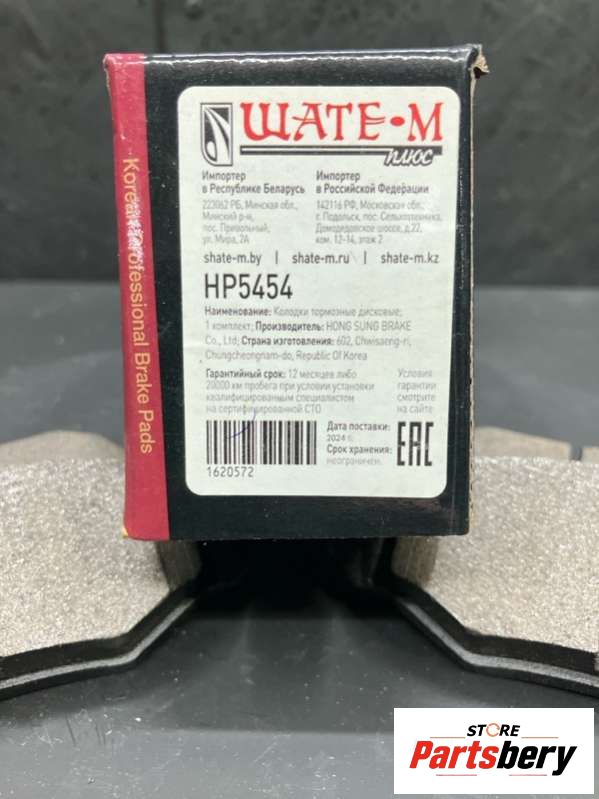 Korea Professional Brake Pads
ШАТЕ-М
плюс
Импортер
в Республике Беларусь
223062 РБ, Минская обл.,
Минский р-н,
пос. Привольный,
ул. Мира, 2А
Импортер
в Российской Федерации
142116 РФ, Московская обл.,
г. Подольск, пос. Сельхозтехника,
Домодедовское шоссе, д.22,
ком. 12-14, этаж 2
shate-m.by | shate-m.ru | shate-m.kz
HP5454
Наименование: Колодки тормозные дисковые;
1 комплект; Производитель: HONG SUNG BRAKE
Co., Ltd; Страна изготовления: 602, Chwisaeng-ri,
Chungcheongnam-do, Republic Of Korea
Гарантийный срок: 12 месяцев либо
20000 км пробега при условии установки
квалифицированным специалистом
на сертифицированной СТО
Условия
гарантии
смотрите
на сайте
1620572
Дата поставки:
2024 г.
Срок хранения:
неограничен.
EAC
STORE
Partsbery